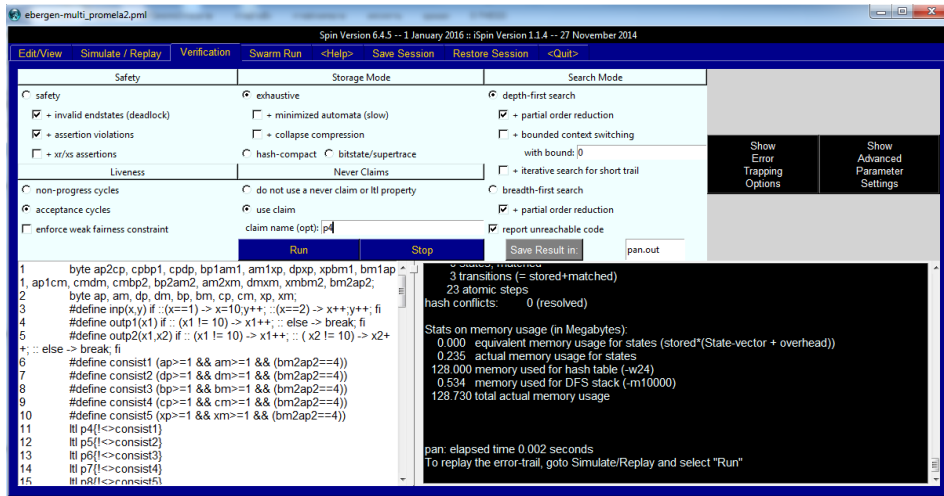 ebergen-multi_promela2.pml
Spin Version 6.4.5 -- 1 January 2016 :: iSpin Version 1.1.4 -- 27 November 2014
Edit/View Simulate / Replay Verification Swarm Run <Help> Save Session Restore Session <Quit>
Safety Storage Mode Search Mode
safety exhaustive depth-first search
+ invalid endstates (deadlock) + minimized automata (slow) + partial order reduction
+ assertion violations + collapse compression + bounded context switching
+ xr/xs assertions hash-compact bitstate/supertrace with bound: 0
Liveness Never Claims + iterative search for short trail
non-progress cycles do not use a never claim or ltl property breadth-first search
acceptance cycles use claim + partial order reduction
enforce weak fairness constraint claim name (opt): p4 report unreachable code
Run Stop Save Result in: pan.out
Show
Error
Trapping
Options
Show
Advanced
Parameter
Settings
1 byte ap2cp, cpbp1, cpdp, bp1am1, am1xp, dpxp, xpbm1, bm1ap
1, ap1cm, cmdm, cmbp2, bp2am2, am2xm, dmxm, xmbm2, bm2ap2;
2 byte ap, am, dp, dm, bp, bm, cp, cm, xp, xm;
3 #define inp(x,y) if ::(x==1) -> x=10;y++; ::(x==2) -> x++;y++; fi
4 #define outp1(x1) if :: (x1 != 10) -> x1++; :: else -> break; fi
5 #define outp2(x1,x2) if :: (x1 != 10) -> x1++; :: ( x2 != 10) -> x2+
+; :: else -> break; fi
6 #define consist1 (ap>=1 && am>=1 && (bm2ap2==4))
7 #define consist2 (dp>=1 && dm>=1 && (bm2ap2==4))
8 #define consist3 (bp>=1 && bm>=1 && (bm2ap2==4))
9 #define consist4 (cp>=1 && cm>=1 && (bm2ap2==4))
10 #define consist5 (xp>=1 && xm>=1 && (bm2ap2==4))
11 ltl p4{!<>consist1}
12 ltl p5{!<>consist2}
13 ltl p6{!<>consist3}
14 ltl p7{!<>consist4}
15 ltl p8{!<>consist5}
0 states, matched
3 transitions (= stored+matched)
23 atomic steps
hash conflicts: 0 (resolved)
Stats on memory usage (in Megabytes):
0.000 equivalent memory usage for states (stored*(State-vector + overhead))
0.235 actual memory usage for states
128.000 memory used for hash table (-w24)
0.534 memory used for DFS stack (-m10000)
128.730 total actual memory usage
pan: elapsed time 0.002 seconds
To replay the error-trail, goto Simulate/Replay and select "Run"